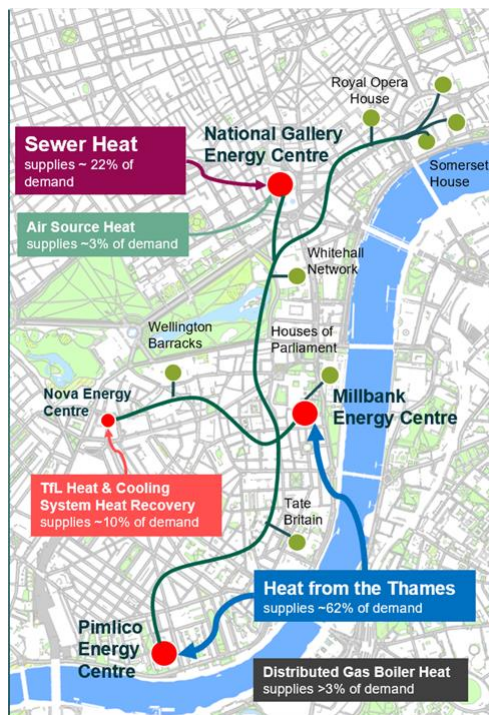 Royal Opera
House
Sewer Heat
supplies ~ 22% of
demand
National Gallery
Energy Centre
Somerset
House
Air Source Heat
supplies ~3% of demand
Whitehall
Network
Wellington
Barracks
Houses of
Parliament
Nova Energy
Centre
Millbank
Energy Centre
TfL Heat & Cooling
System Heat Recovery
supplies ~10% of demand
Tate
Britain
Heat from the Thames
supplies ~62% of demand
Pimlico
Energy
Centre
Distributed Gas Boiler Heat
supplies >3% of demand